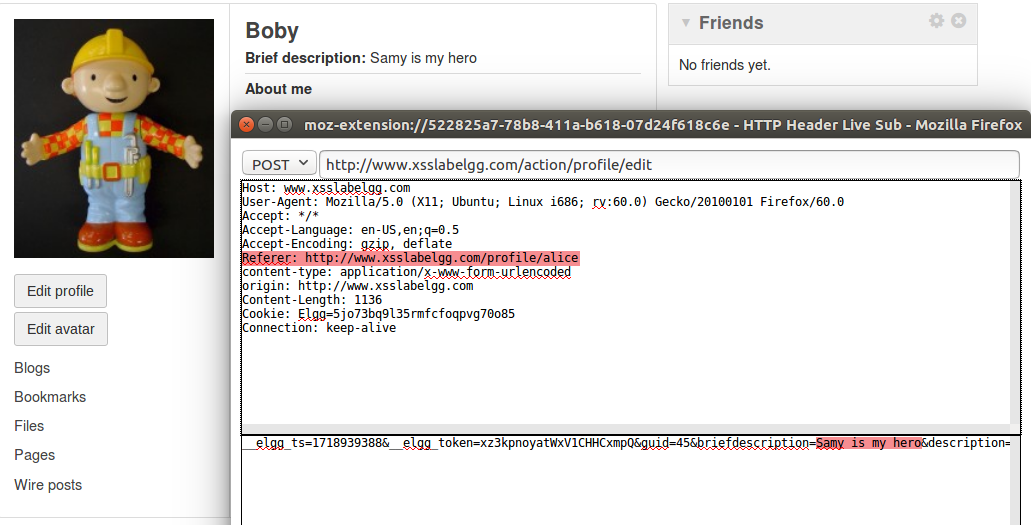 Boby
Brief description: Samy is my hero
About me
Friends
No friends yet.
Edit profile
Edit avatar
Blogs
Bookmarks
Files
Pages
Wire posts
moz-extension://522825a7-78b8-411a-b618-07d24f618c6e - HTTP Header Live Sub - Mozilla Firefox
POST http://www.xsslabelgg.com/action/profile/edit
Host: www.xsslabelgg.com
User-Agent: Mozilla/5.0 (X11; Ubuntu; Linux i686; rv:60.0) Gecko/20100101 Firefox/60.0
Accept: */*
Accept-Language: en-US,en;q=0.5
Accept-Encoding: gzip, deflate
Referer: http://www.xsslabelgg.com/profile/alice
content-type: application/x-www-form-urlencoded
origin: http://www.xsslabelgg.com
Content-Length: 1136
Cookie: Elgg=5jo73bq9l35rmfcfoqpvg70o85
Connection: keep-alive
__elgg_ts=1718939388&__elgg_token=xz3kpnoyatWxV1CHHCxmpQ&guid=45&briefdescription=Samy is my hero&description=